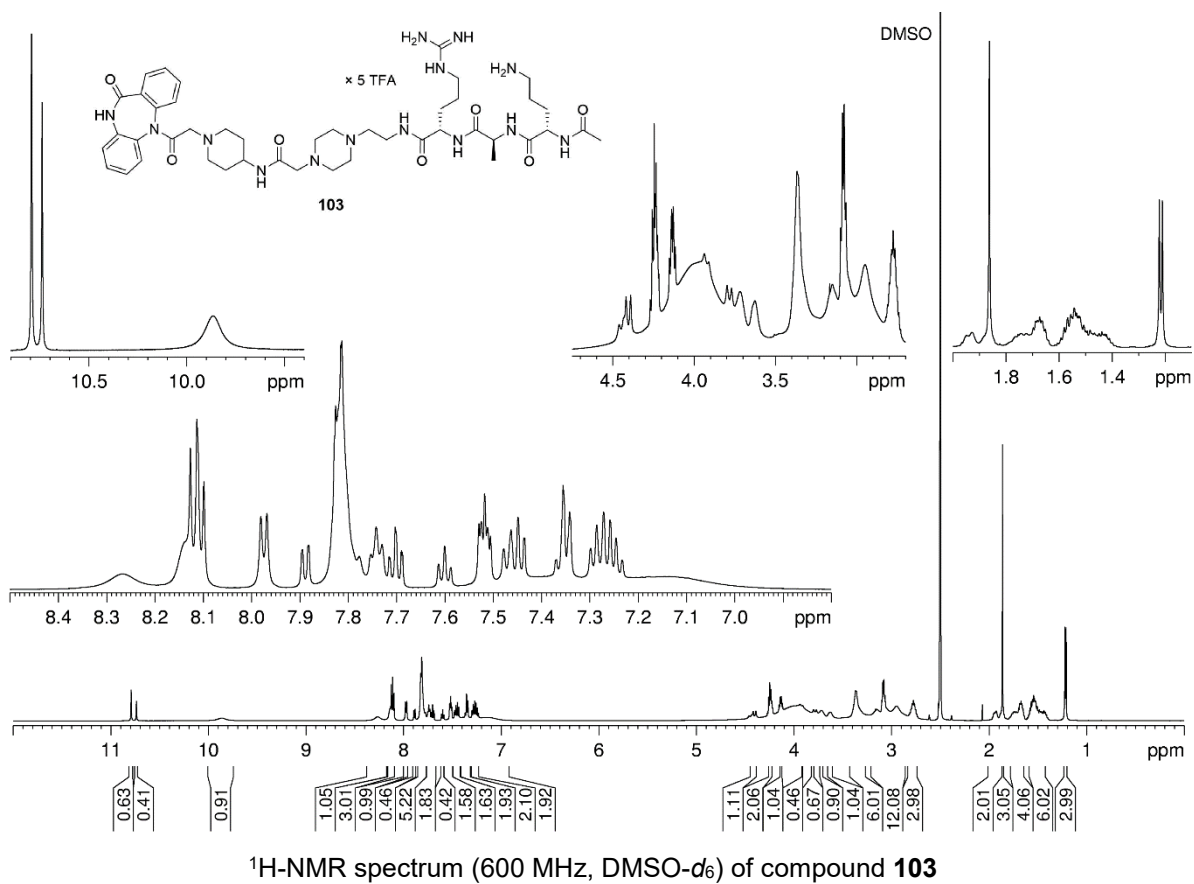 H₂N NH
HN
H₂N
DMSO
× 5 TFA
O
HN
N
O
N
O
N
H
N
N
H
N
O
H
N
O
N
H
O
N
H
O
103
10.5 10.0 ppm
4.5 4.0 3.5 ppm
1.8 1.6 1.4 ppm
8.4 8.3 8.2 8.1 8.0 7.9 7.8 7.7 7.6 7.5 7.4 7.3 7.2 7.1 7.0 ppm
11 10 9 8 7 6 5 4 3 2 1 ppm
0.63 0.41 0.91 1.05 3.01 0.99 0.46 5.22 1.83 0.42 1.58 1.63 1.93 2.10 1.92 1.11 2.06 1.04 0.46 0.67 0.90 1.04 6.01 12.08 2.98 2.01 3.05 4.06 6.02 2.99
¹H-NMR spectrum (600 MHz, DMSO-d₆) of compound 103